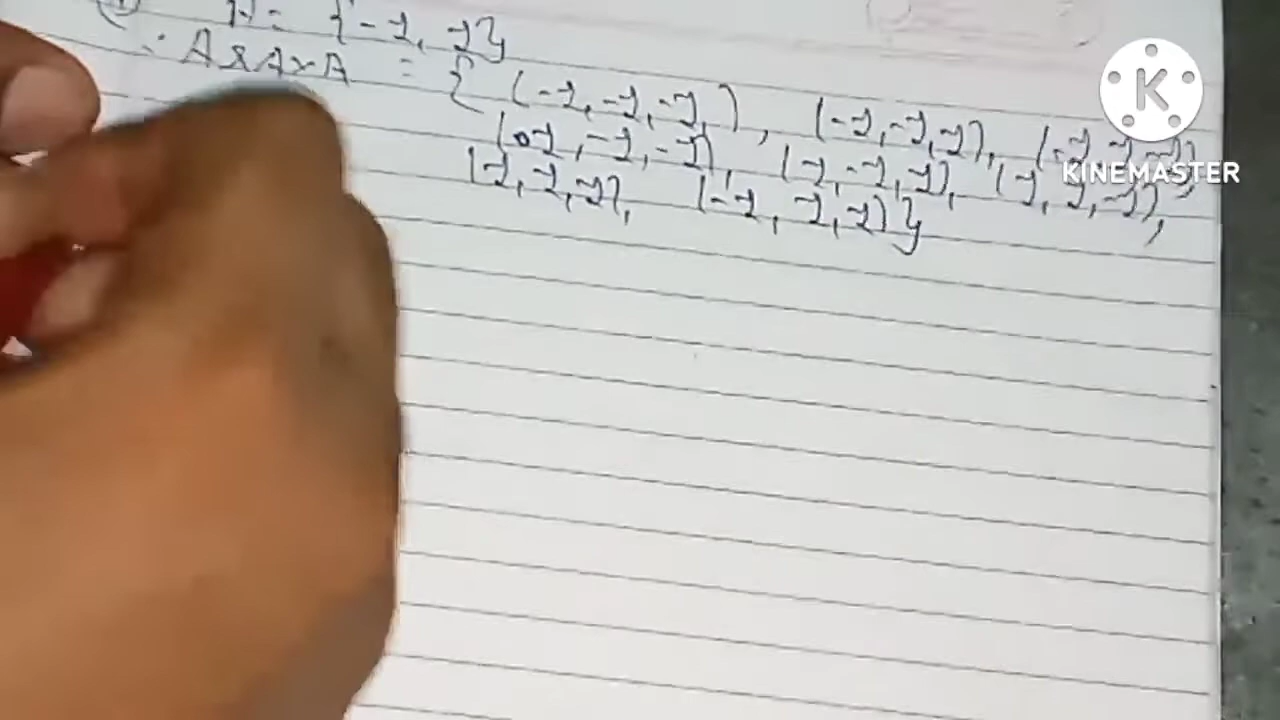 A = {-1, 1}
∴ A×A×A = { (-1,-1,-1,), (-1,-1,1), (-1,1,-1),
(1,-1,-1), (1,-1,1), (1,1,-1),
(1,1,1), (-1,1,1)}
K
KINEMASTER